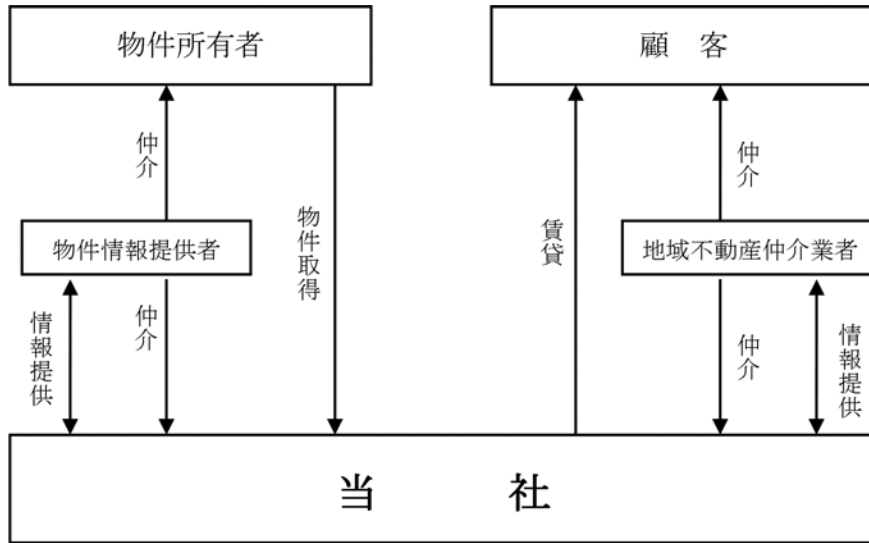 物件所有者
顧 客
仲介
仲介
物件取得
賃貸
物件情報提供者
地域不動産仲介業者
情報提供
仲介
仲介
情報提供
当 社